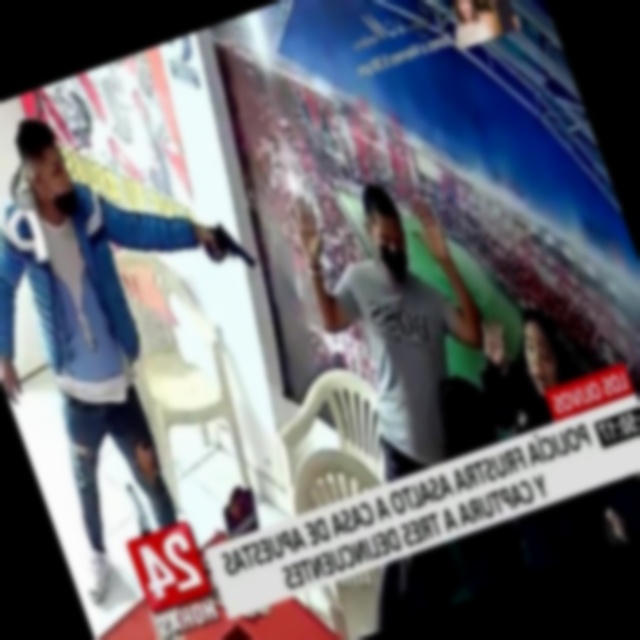 LOS OLIVOS
POLICÍA FRUSTRA ASALTO A CASA DE APUESTAS
Y CAPTURA A TRES DELINCUENTES
24
HORAS